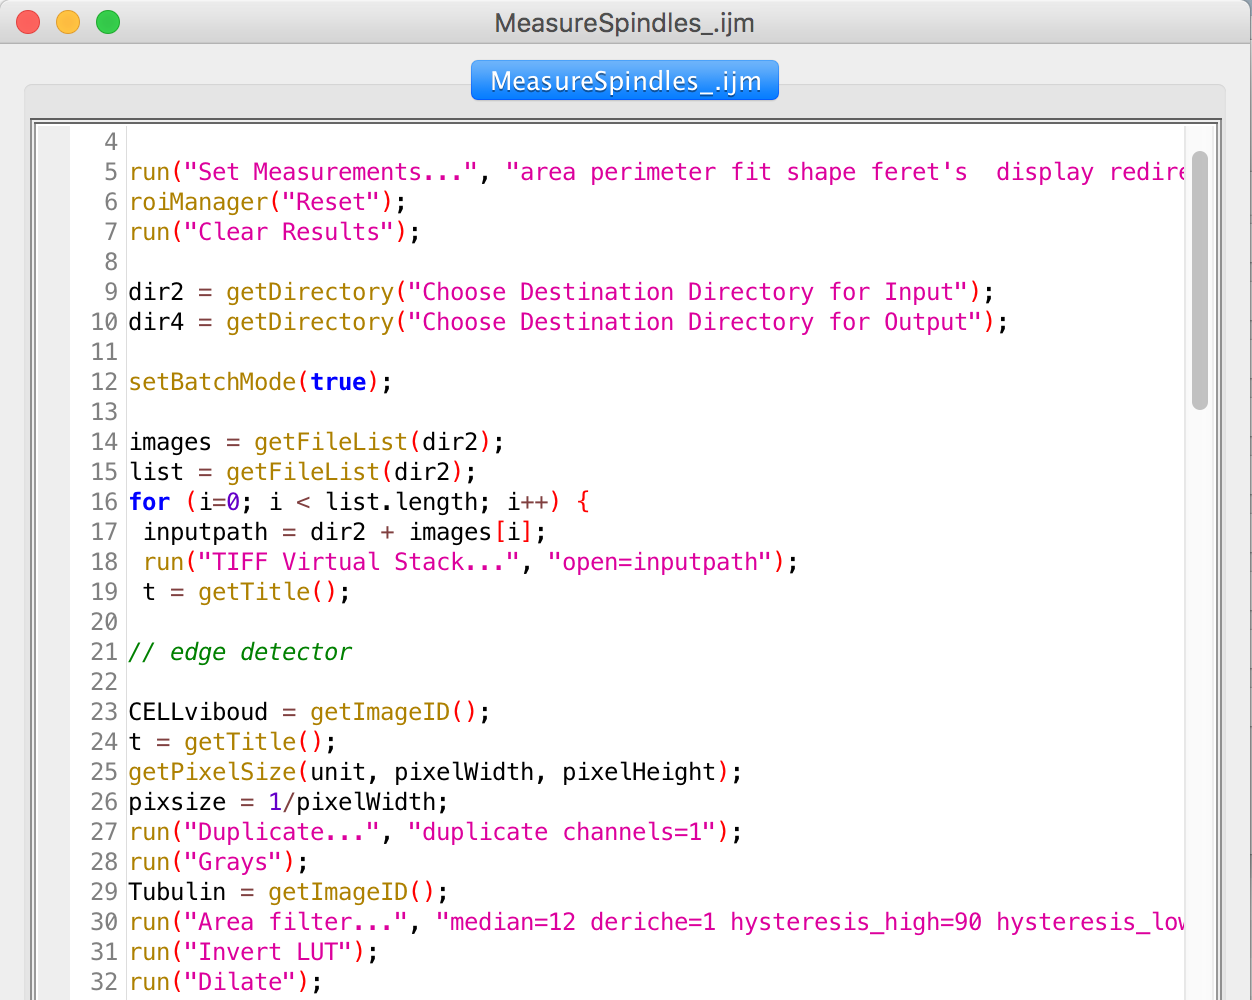 MeasureSpindles_.ijm
MeasureSpindles_.ijm
4
5 run("Set Measurements...", "area perimeter fit shape feret's  display redire
6 roiManager("Reset");
7 run("Clear Results");
8
9 dir2 = getDirectory("Choose Destination Directory for Input");
10 dir4 = getDirectory("Choose Destination Directory for Output");
11
12 setBatchMode(true);
13
14 images = getFileList(dir2);
15 list = getFileList(dir2);
16 for (i=0; i < list.length; i++) {
17  inputpath = dir2 + images[i];
18  run("TIFF Virtual Stack...", "open=inputpath");
19  t = getTitle();
20
21 // edge detector
22
23 CELLviboud = getImageID();
24 t = getTitle();
25 getPixelSize(unit, pixelWidth, pixelHeight);
26 pixsize = 1/pixelWidth;
27 run("Duplicate...", "duplicate channels=1");
28 run("Grays");
29 Tubulin = getImageID();
30 run("Area filter...", "median=12 deriche=1 hysteresis_high=90 hysteresis_low
31 run("Invert LUT");
32 run("Dilate");